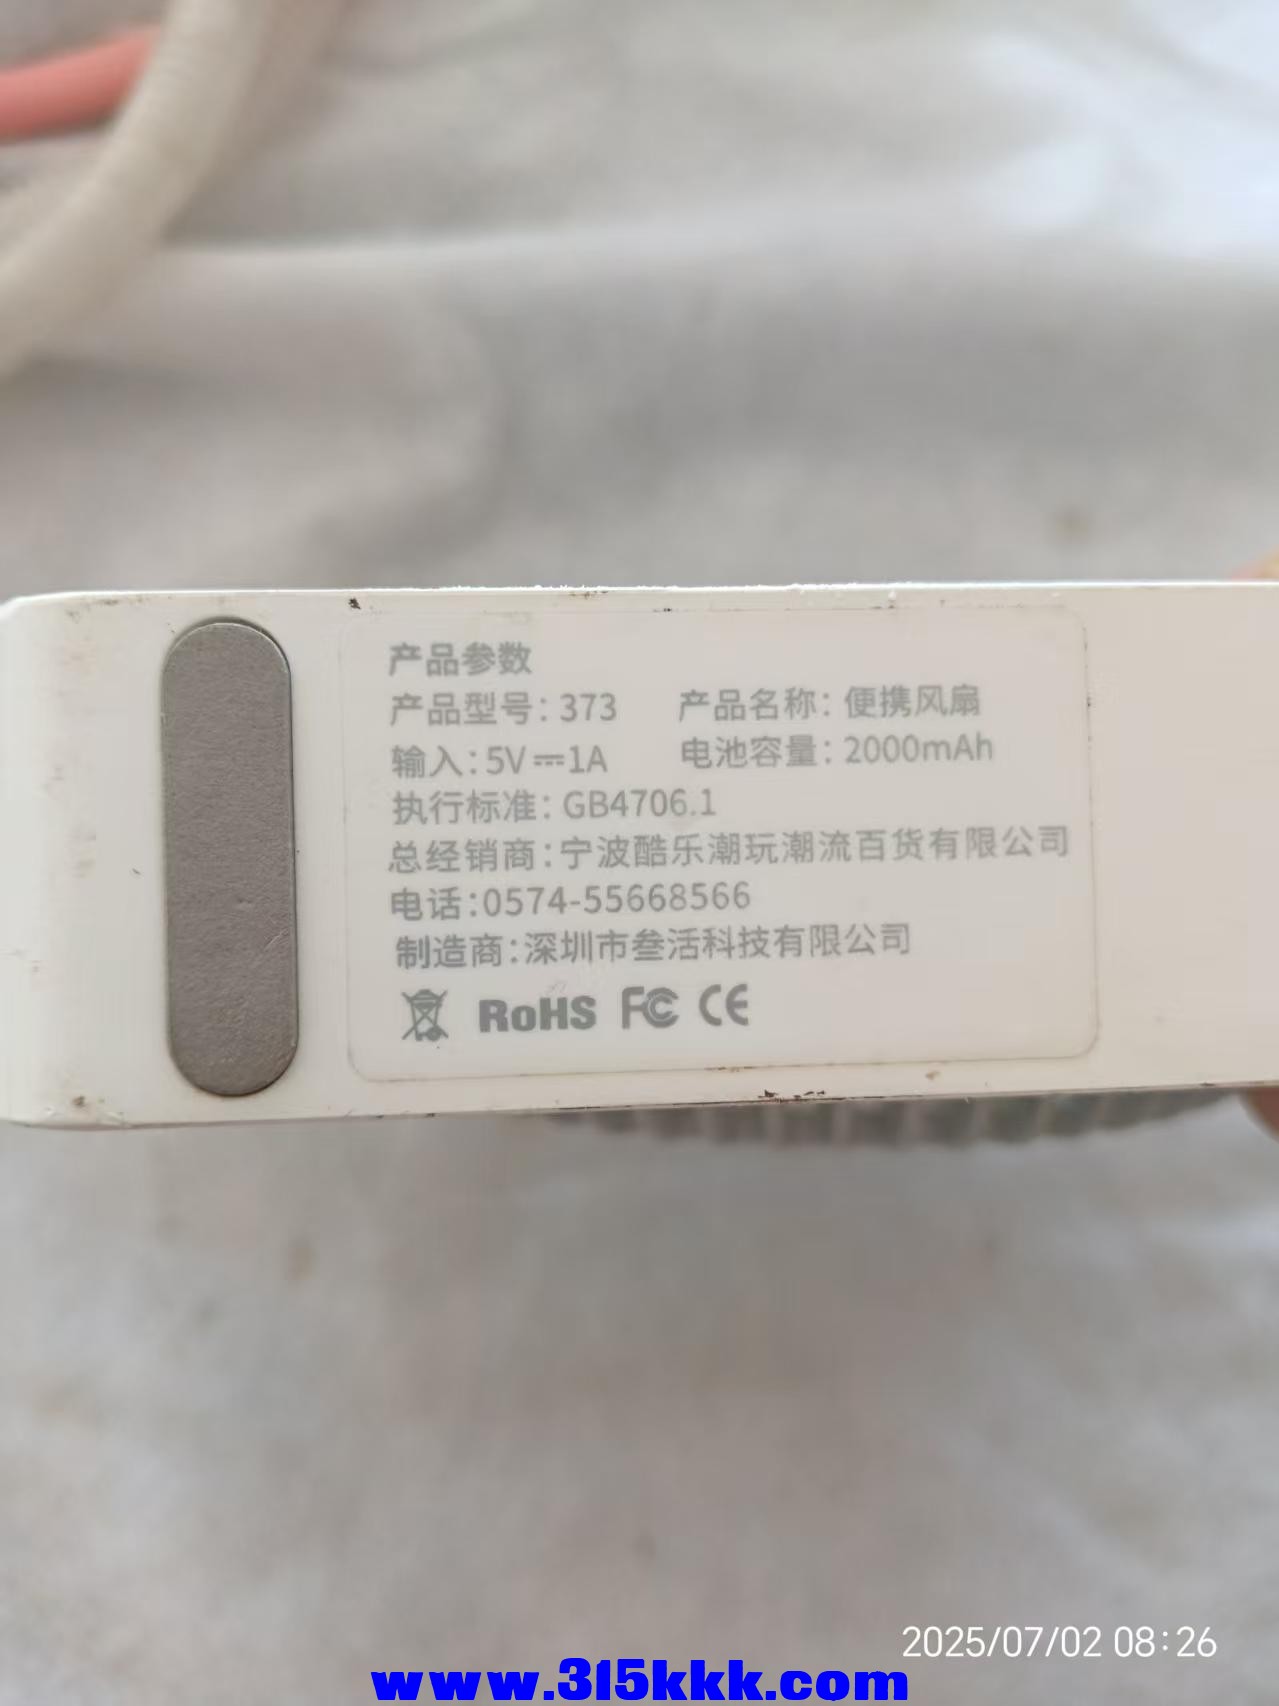 产品参数
产品型号：373 产品名称：便携风扇
输入：5V⎓1A 电池容量：2000mAh
执行标准：GB4706.1
总经销商：宁波酷乐潮玩潮流百货有限公司
电话：0574-55668566
制造商：深圳市叁活科技有限公司
RoHS FC CE
2025/07/02 08:26
www.315kkk.com